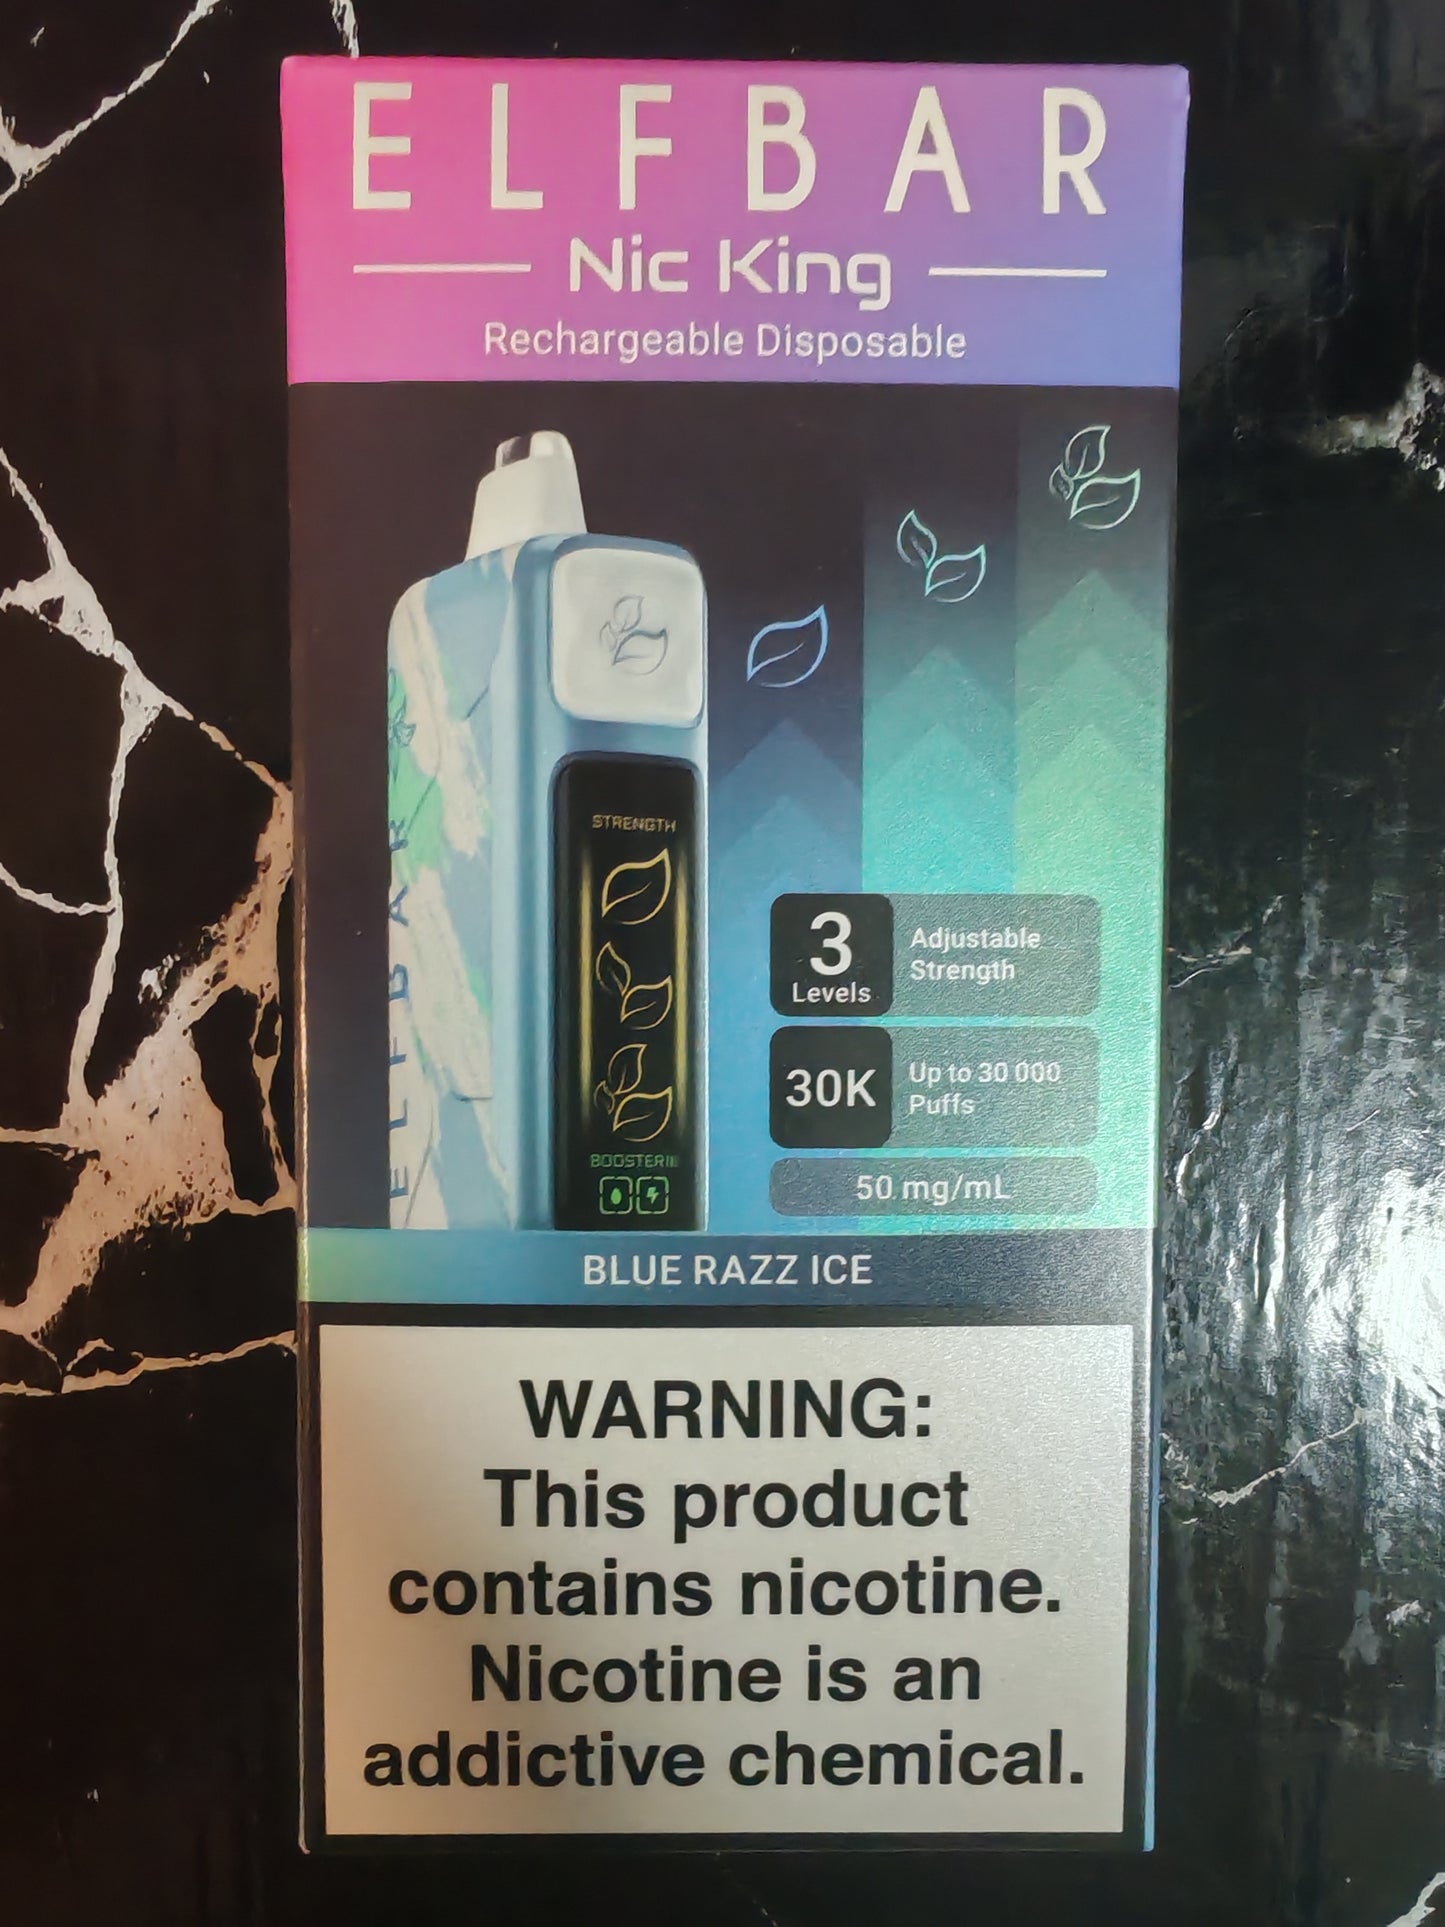 ELFBAR
Nic King
Rechargeable Disposable
STRENGTH
BOOSTER
ELFBAR
3
Levels
Adjustable
Strength
30K
Up to 30 000
Puffs
50 mg/mL
BLUE RAZZ ICE
WARNING:
This product
contains nicotine.
Nicotine is an
addictive chemical.